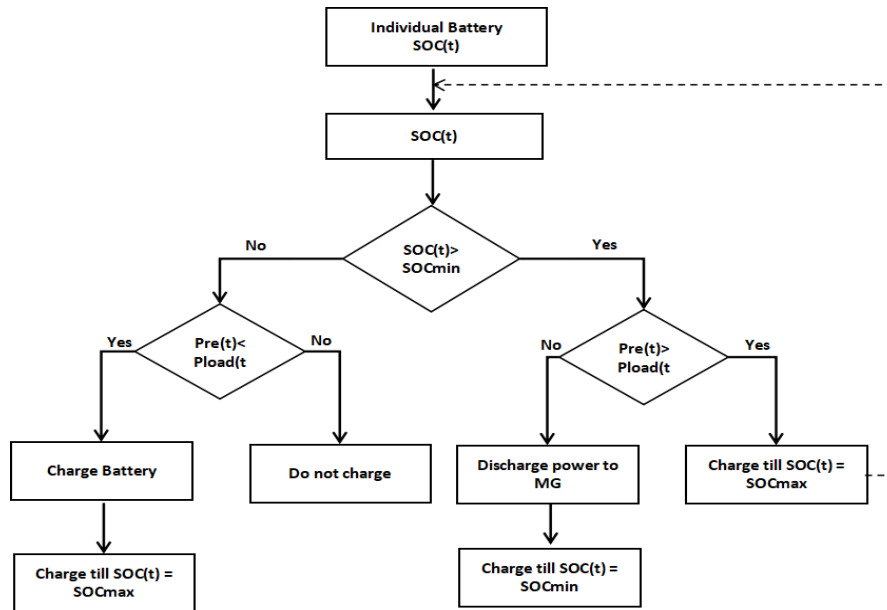 Individual Battery
SOC(t)
SOC(t)
No
SOC(t)>
SOCmin
Yes
Yes
Pre(t)<
Pload(t
No
No
Pre(t)>
Pload(t
Yes
Charge Battery
Do not charge
Discharge power to
MG
Charge till SOC(t) =
SOCmax
Charge till SOC(t) =
SOCmax
Charge till SOC(t) =
SOCmin